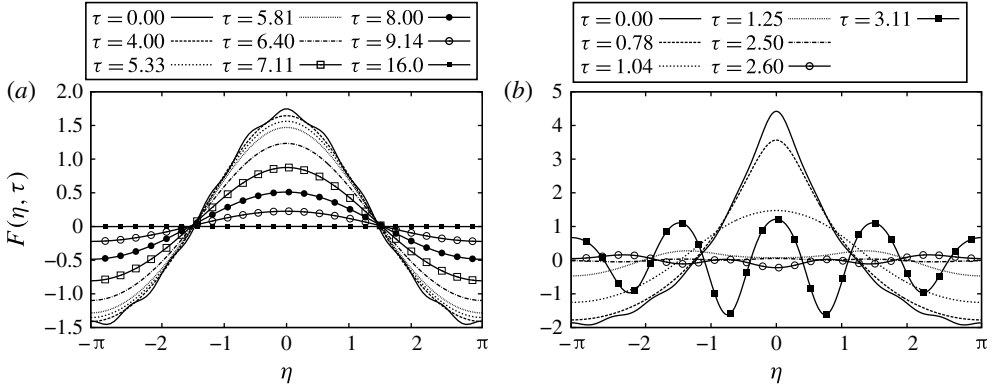 τ = 0.00 τ = 5.81 τ = 8.00
τ = 4.00 τ = 6.40 τ = 9.14
τ = 5.33 τ = 7.11 τ = 16.0
τ = 0.00 τ = 1.25 τ = 3.11
τ = 0.78 τ = 2.50
τ = 1.04 τ = 2.60
(a)
2.0
1.5
1.0
0.5
0
−0.5
−1.0
−1.5
F(η, τ)
−π −2 −1 0 1 2 π
η
(b)
5
4
3
2
1
0
−1
−2
−π −2 −1 0 1 2 π
η